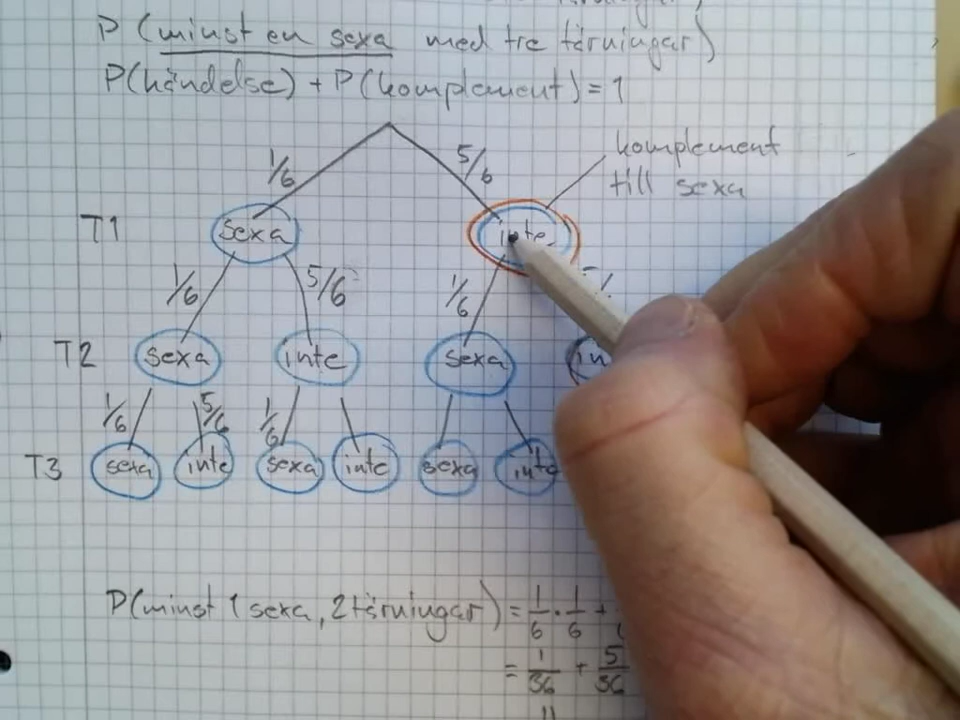 P (minst en sexa med tre tärningar)
P(händelse) + P(komplement) = 1
1/6 5/6 komplement
till sexa
T1 sexa inte
1/6 5/6 1/6
T2 sexa inte sexa in
1/6 5/6 1/6
T3 sexa inte sexa inte sexa inte
P(minst 1 sexa, 2 tärningar) = 1/6 · 1/6 +
= 1/36 + 5/36